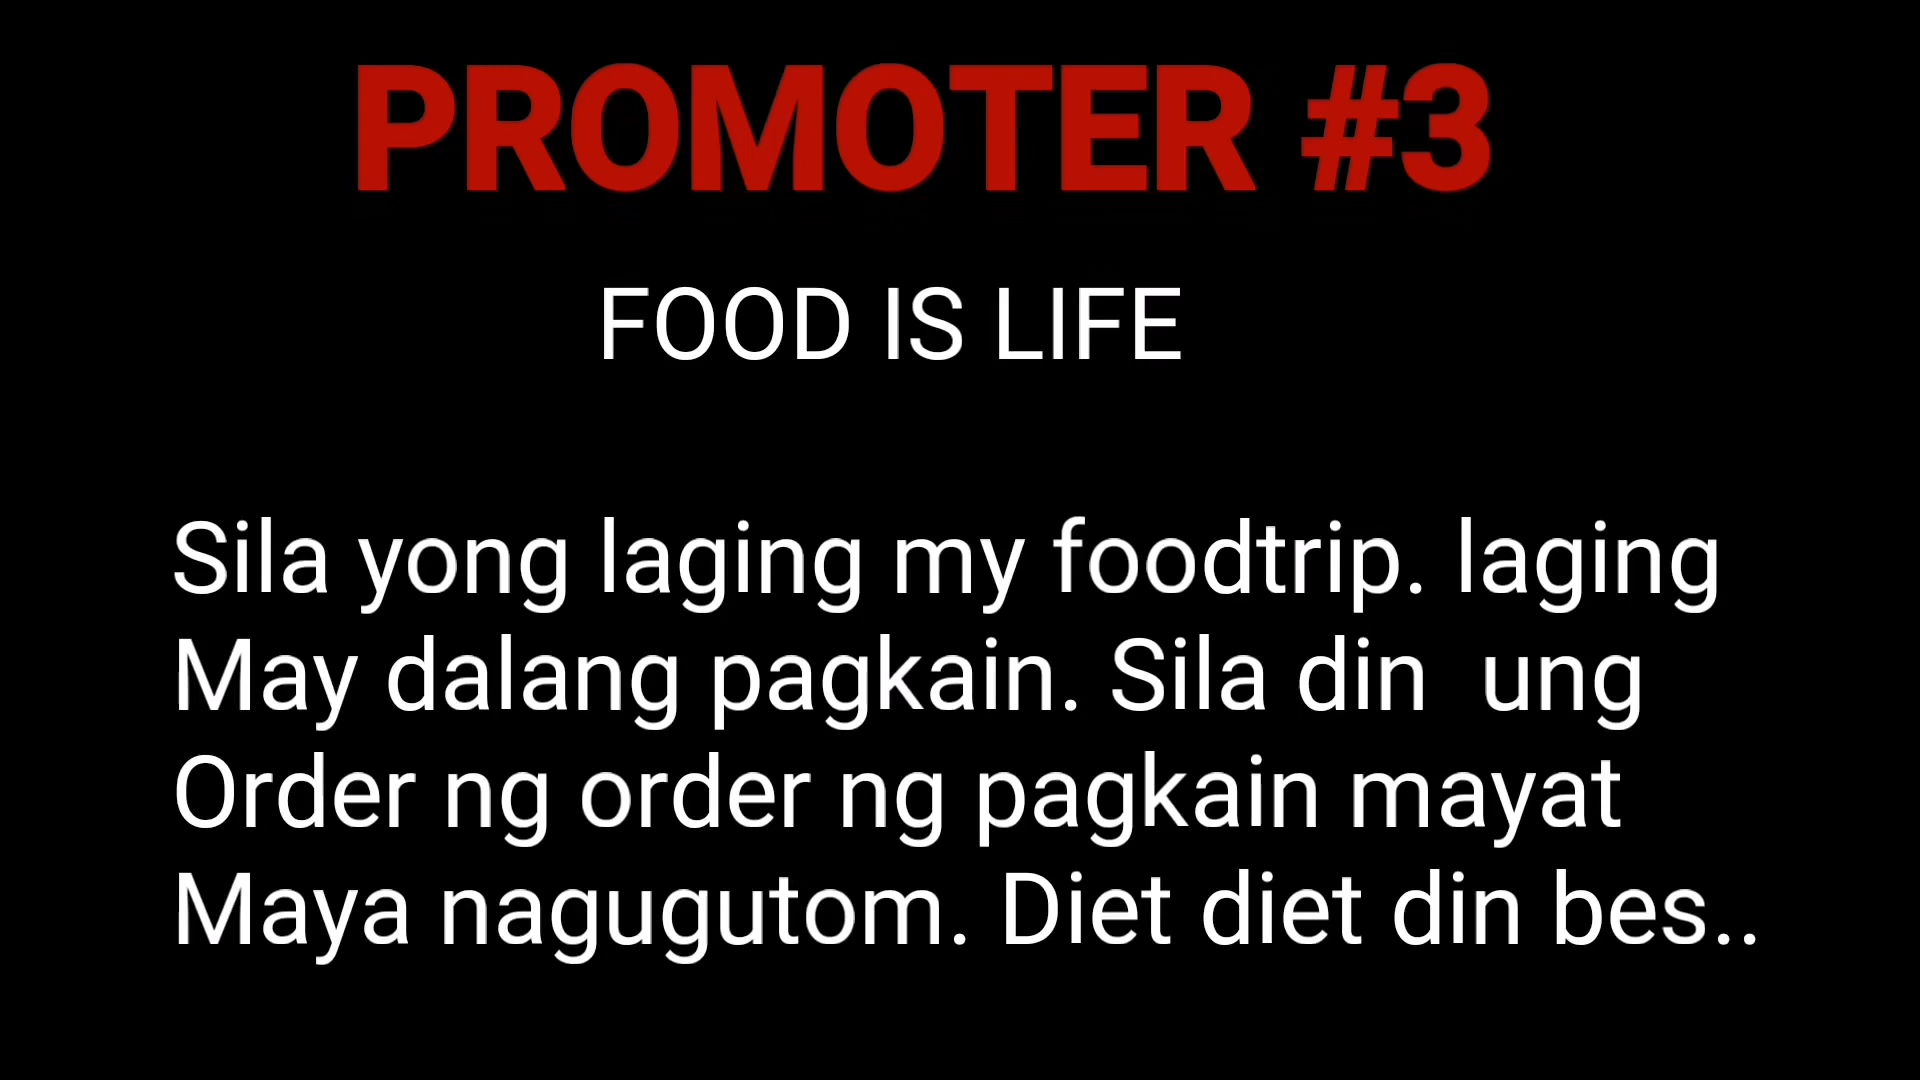 PROMOTER #3
FOOD IS LIFE
Sila yong laging my foodtrip. laging
May dalang pagkain. Sila din  ung
Order ng order ng pagkain mayat
Maya nagugutom. Diet diet din bes..